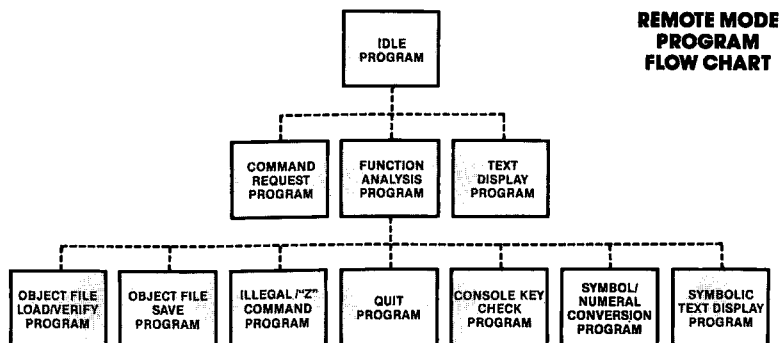 REMOTE MODE
PROGRAM
FLOW CHART
IDLE
PROGRAM
COMMAND
REQUEST
PROGRAM
FUNCTION
ANALYSIS
PROGRAM
TEXT
DISPLAY
PROGRAM
OBJECT FILE
LOAD/VERIFY
PROGRAM
OBJECT FILE
SAVE
PROGRAM
ILLEGAL/"Z"
COMMAND
PROGRAM
QUIT
PROGRAM
CONSOLE KEY
CHECK
PROGRAM
SYMBOL/
NUMERAL
CONVERSION
PROGRAM
SYMBOLIC
TEXT DISPLAY
PROGRAM